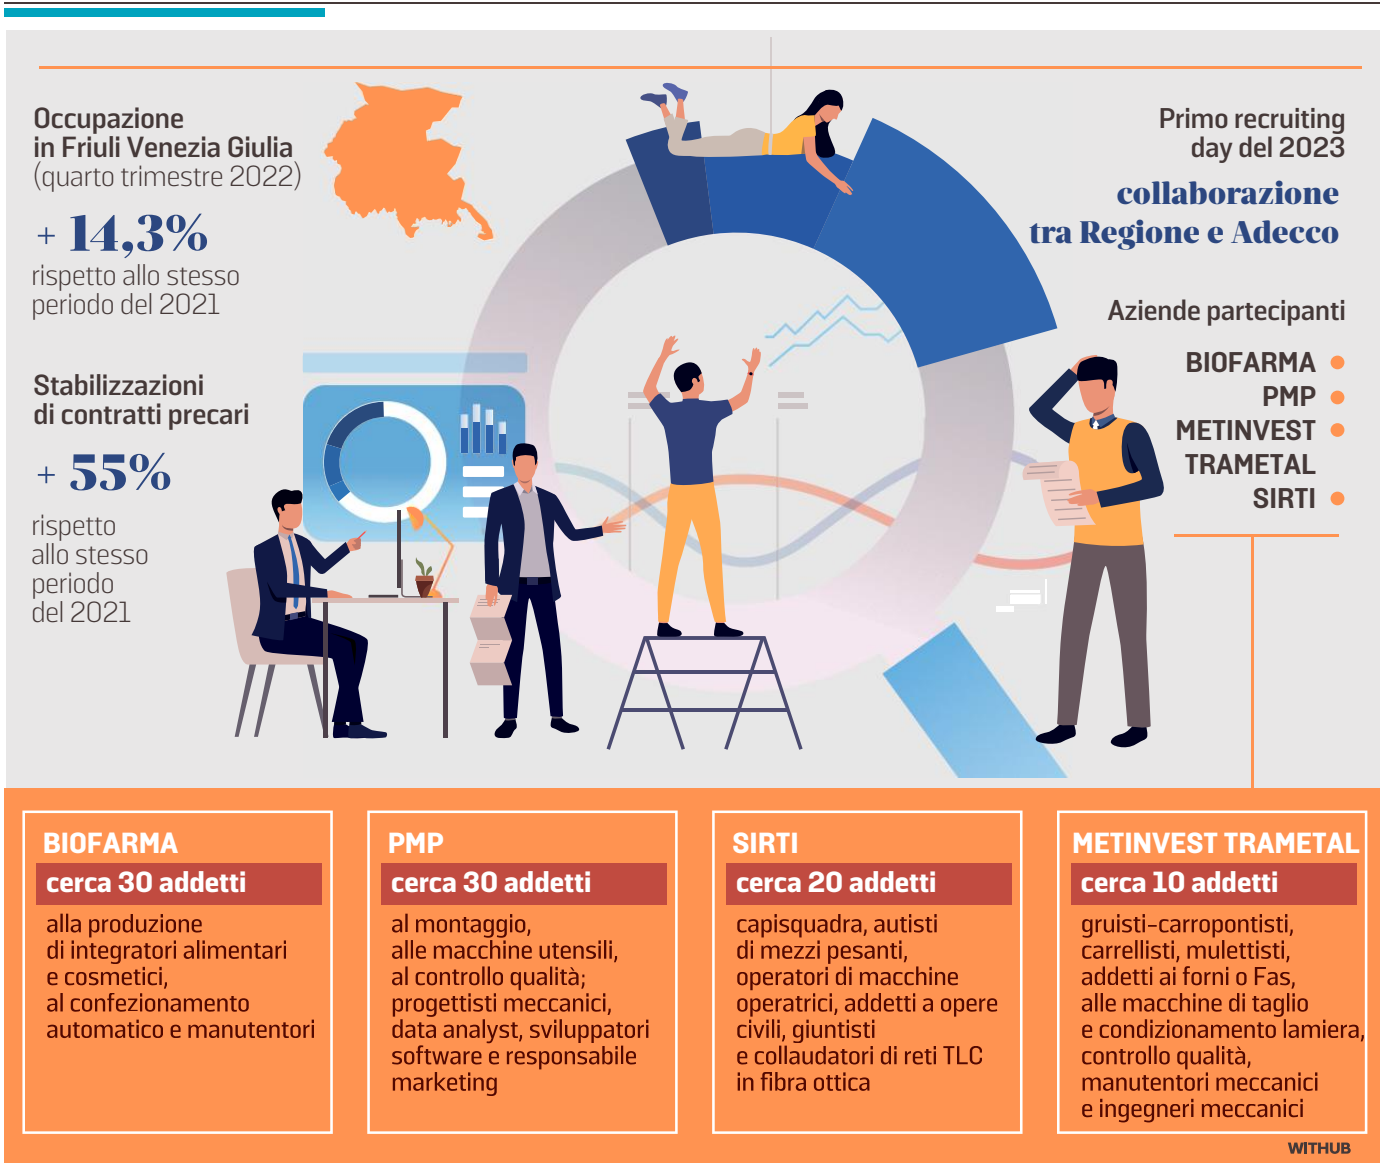 Occupazione
in Friuli Venezia Giulia
(quarto trimestre 2022)
+ 14,3%
rispetto allo stesso
periodo del 2021
Stabilizzazioni
di contratti precari
+ 55%
rispetto
allo stesso
periodo
del 2021
Primo recruiting
day del 2023
collaborazione
tra Regione e Adecco
Aziende partecipanti
BIOFARMA
PMP
METINVEST
TRAMETAL
SIRTI
BIOFARMA
cerca 30 addetti
alla produzione
di integratori alimentari
e cosmetici,
al confezionamento
automatico e manutentori
PMP
cerca 30 addetti
al montaggio,
alle macchine utensili,
al controllo qualità;
progettisti meccanici,
data analyst, sviluppatori
software e responsabile
marketing
SIRTI
cerca 20 addetti
capisquadra, autisti
di mezzi pesanti,
operatori di macchine
operatrici, addetti a opere
civili, giuntisti
e collaudatori di reti TLC
in fibra ottica
METINVEST TRAMETAL
cerca 10 addetti
gruisti-carropontisti,
carrellisti, mulettisti,
addetti ai forni o Fas,
alle macchine di taglio
e condizionamento lamiera,
controllo qualità,
manutentori meccanici
e ingegneri meccanici
WITHUB